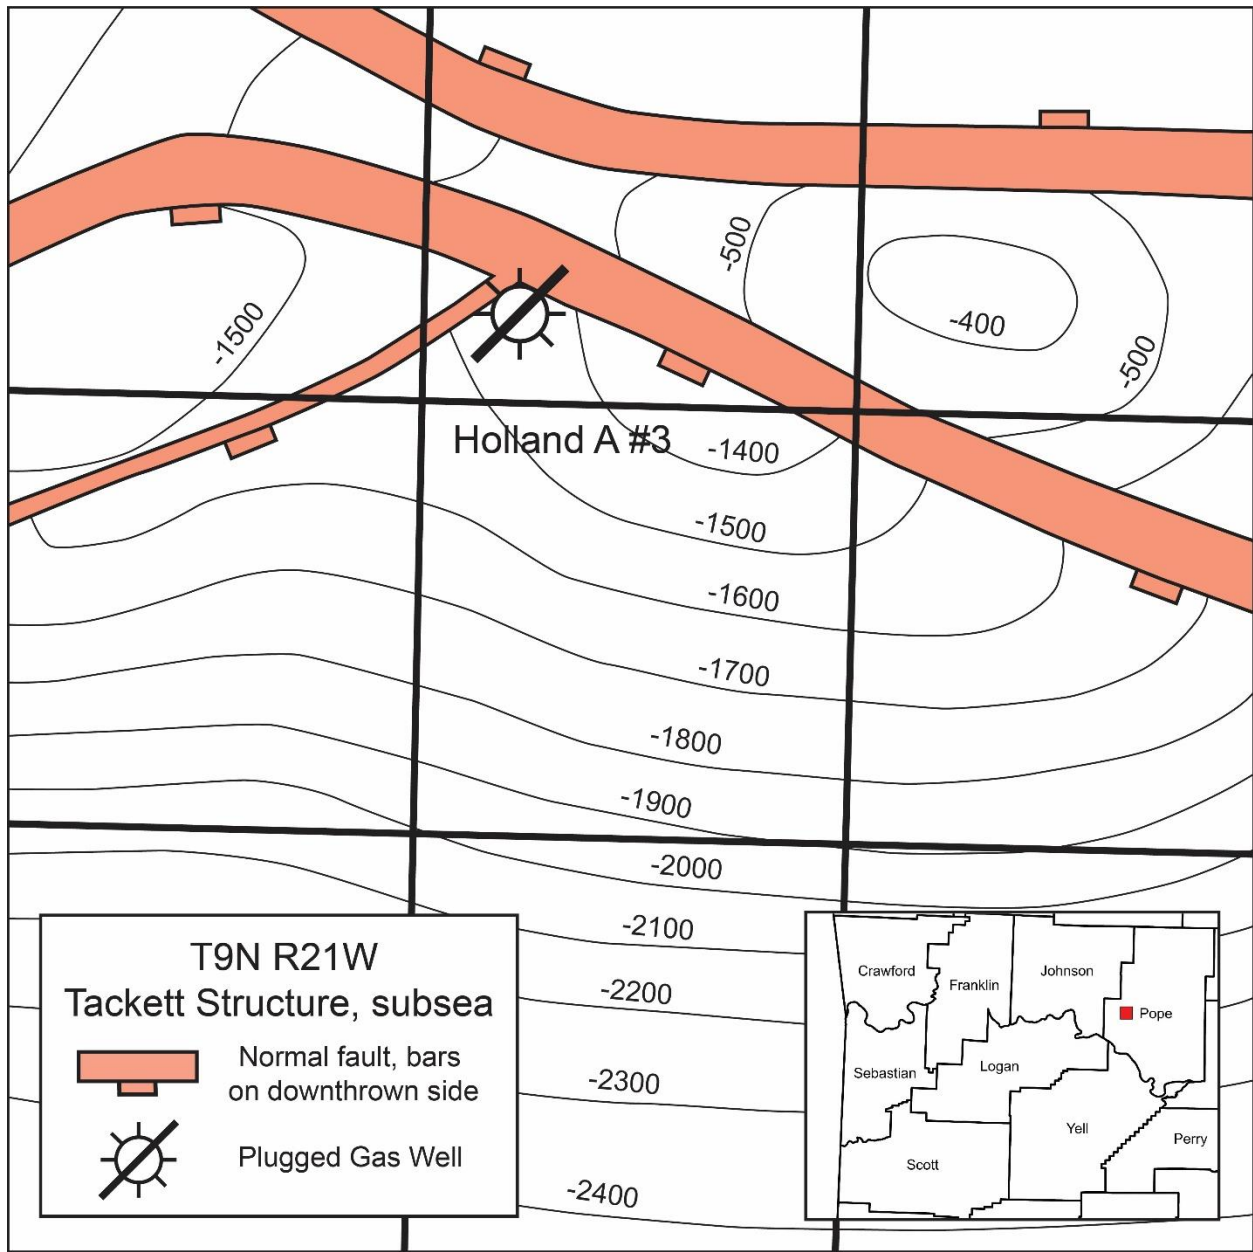 -500
-400
-500
-1500
Holland A #3
-1400
-1500
-1600
-1700
-1800
-1900
-2000
-2100
-2200
-2300
-2400
T9N R21W
Tackett Structure, subsea
Normal fault, bars
on downthrown side
Plugged Gas Well
Crawford
Franklin
Johnson
Pope
Sebastian
Logan
Yell
Perry
Scott